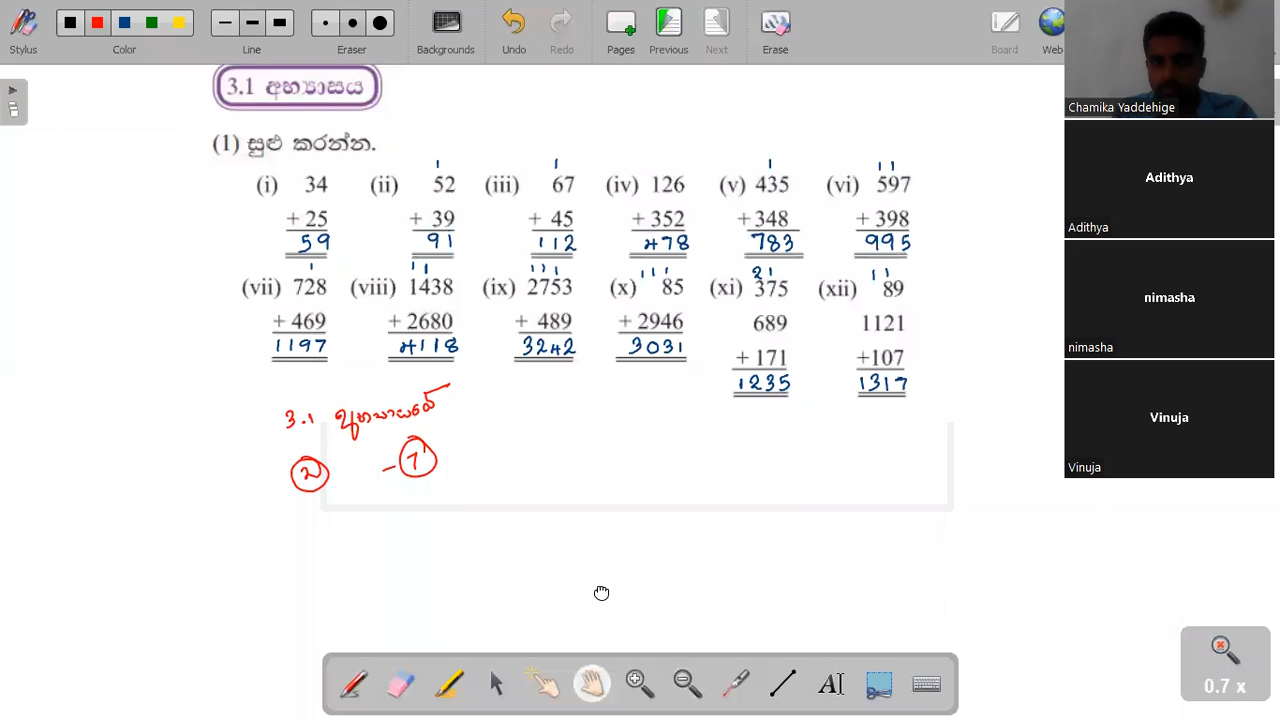 Stylus Color Line Eraser Backgrounds Undo Redo Pages Previous Next Erase Board Web
Chamika Yaddehige
Adithya
Adithya
nimasha
nimasha
Vinuja
Vinuja
3.1 අභ්‍යාසය
(1) සුළු කරන්න.
(i) 34 (ii) 52 (iii) 67 (iv) 126 (v) 435 (vi) 597
+ 25 + 39 + 45 + 352 + 348 + 398
59 91 112 478 783 995
(vii) 728 (viii) 1438 (ix) 2753 (x) 85 (xi) 375 (xii) 89
+ 469 + 2680 + 489 + 2946 689 1121
1197 4118 3242 3031 + 171 +107
1235 1317
3.1
0.7 x